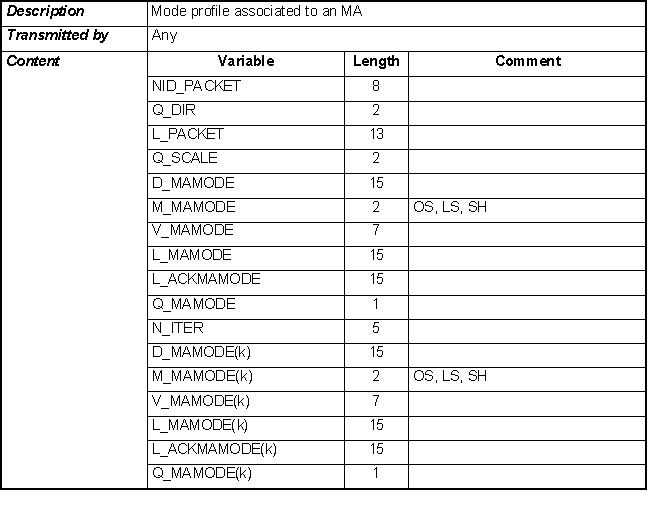 Description Mode profile associated to an MA
Transmitted by Any
Content Variable Length Comment
NID_PACKET 8
Q_DIR 2
L_PACKET 13
Q_SCALE 2
D_MAMODE 15
M_MAMODE 2 OS, LS, SH
V_MAMODE 7
L_MAMODE 15
L_ACKMAMODE 15
Q_MAMODE 1
N_ITER 5
D_MAMODE(k) 15
M_MAMODE(k) 2 OS, LS, SH
V_MAMODE(k) 7
L_MAMODE(k) 15
L_ACKMAMODE(k) 15
Q_MAMODE(k) 1